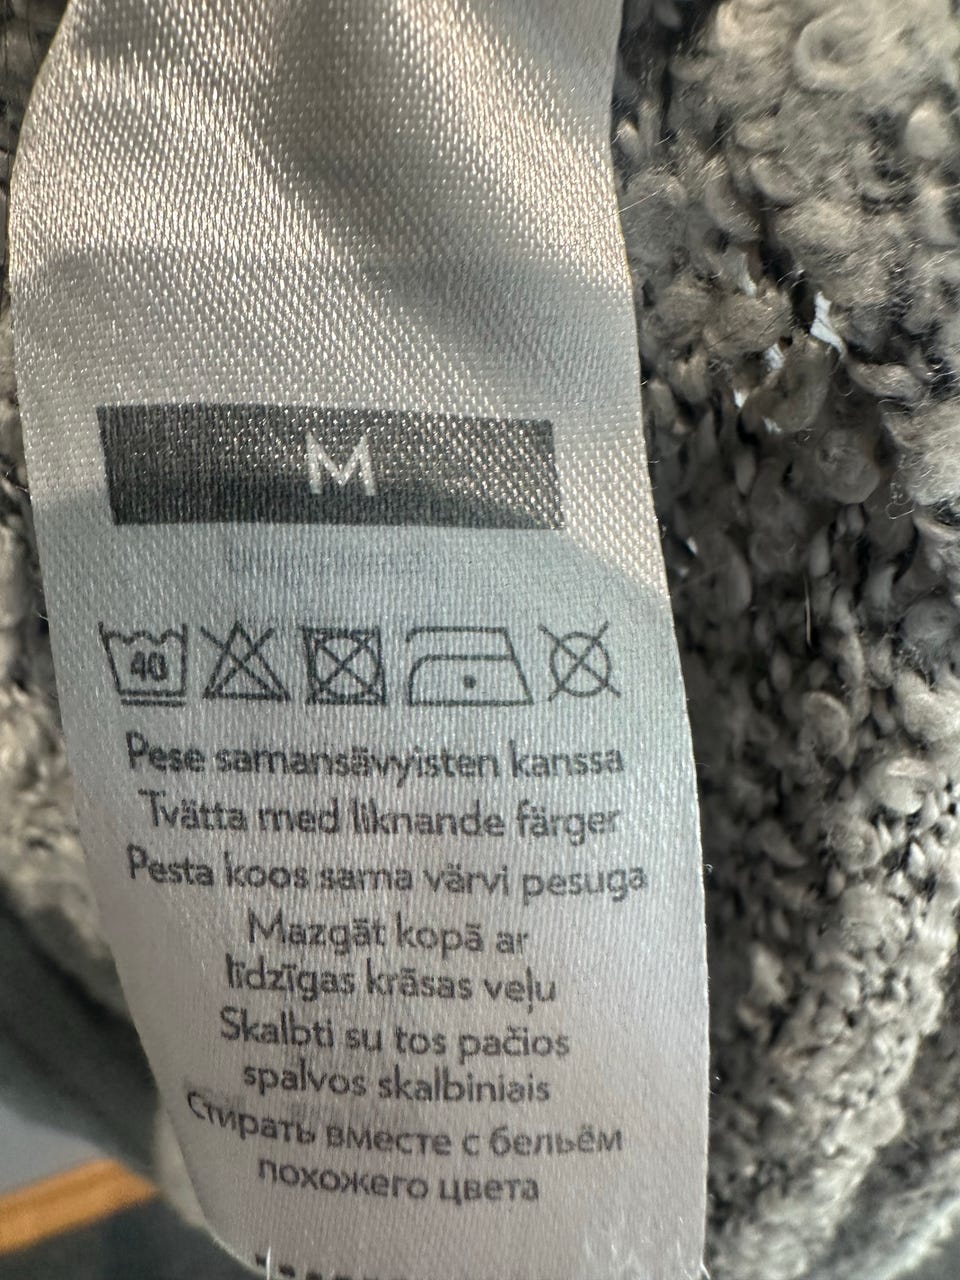 M
40
Pese samansävyisten kanssa
Tvätta med liknande färger
Pesta koos sama värvi pesuga
Mazgāt kopā ar
līdzīgas krāsas veļu
Skalbti su tos pačios
spalvos skalbiniais
Стирать вместе с бельём
похожего цвета